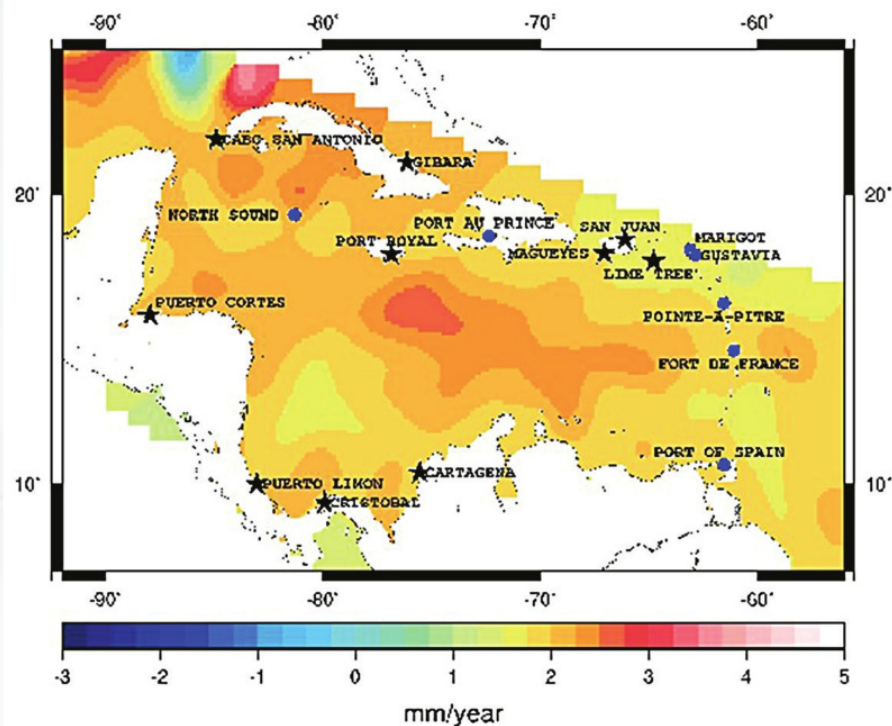 -90° -80° -70° -60°
CABO SAN ANTONIO
GIBARA
20° 20°
NORTH SOUND
PORT AU PRINCE
SAN JUAN
PORT ROYAL
MARIGOT
MAGUEYES
GUSTAVIA
LIME TREE
PUERTO CORTES
POINTE-A-PITRE
FORT DE FRANCE
PORT OF SPAIN
CARTAGENA
10° 10°
PUERTO LIMON
CRISTOBAL
-90° -80° -70° -60°
-3 -2 -1 0 1 2 3 4 5
mm/year